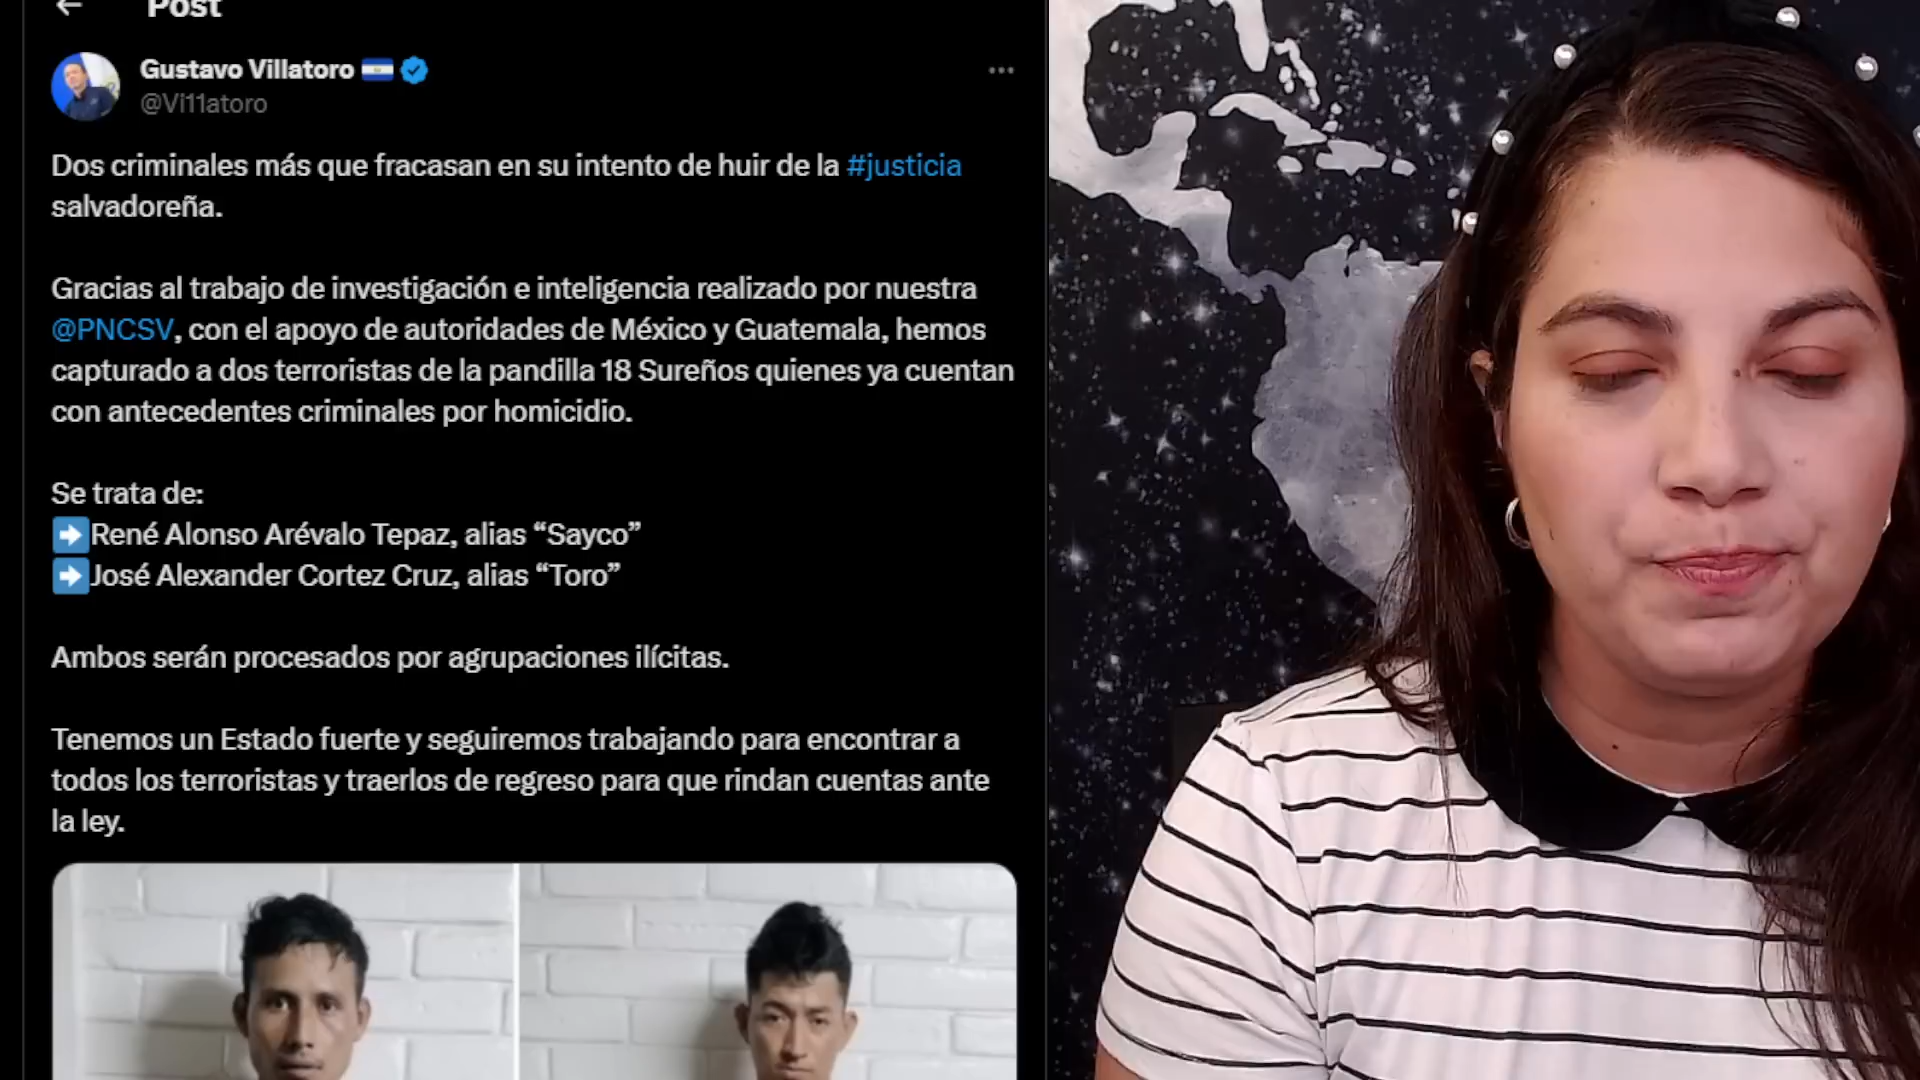 Post
Gustavo Villatoro
@Vi11atoro
Dos criminales más que fracasan en su intento de huir de la #justicia
salvadoreña.
Gracias al trabajo de investigación e inteligencia realizado por nuestra
@PNCSV, con el apoyo de autoridades de México y Guatemala, hemos
capturado a dos terroristas de la pandilla 18 Sureños quienes ya cuentan
con antecedentes criminales por homicidio.
Se trata de:
René Alonso Arévalo Tepaz, alias “Sayco”
José Alexander Cortez Cruz, alias “Toro”
Ambos serán procesados por agrupaciones ilícitas.
Tenemos un Estado fuerte y seguiremos trabajando para encontrar a
todos los terroristas y traerlos de regreso para que rindan cuentas ante
la ley.